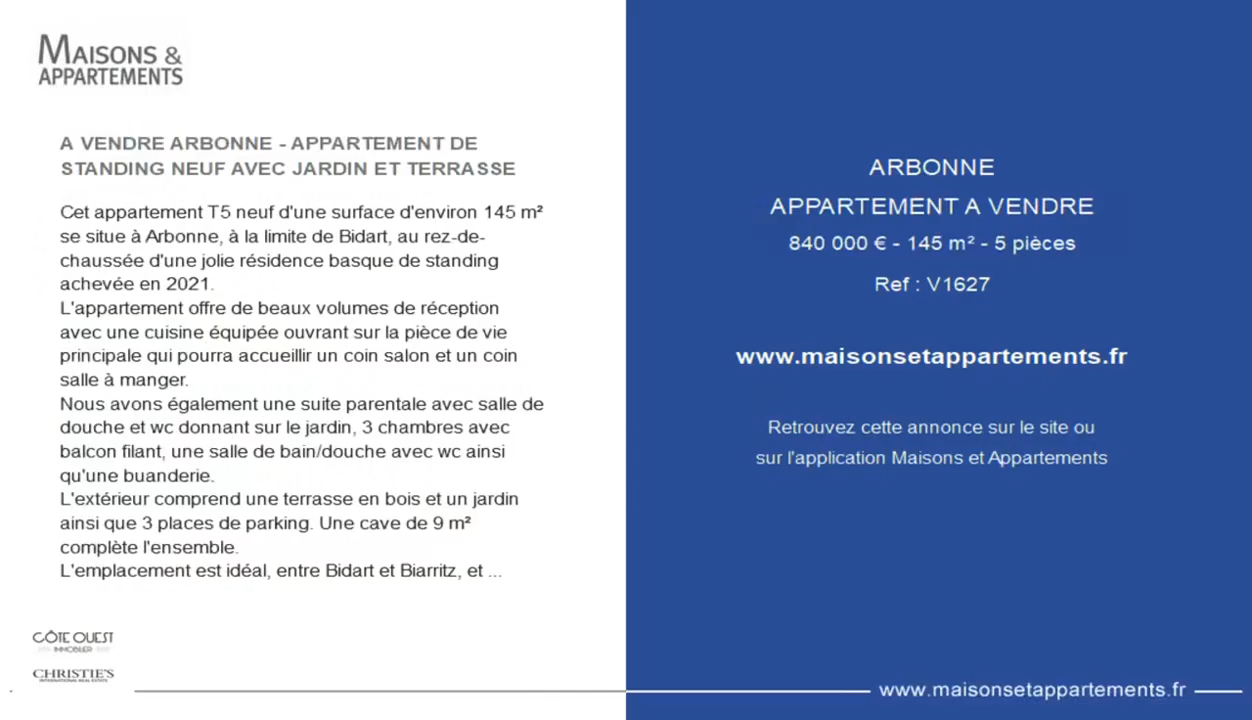 MAISONS &
APPARTEMENTS
A VENDRE ARBONNE - APPARTEMENT DE
STANDING NEUF AVEC JARDIN ET TERRASSE
Cet appartement T5 neuf d'une surface d'environ 145 m²
se situe à Arbonne, à la limite de Bidart, au rez-de-
chaussée d'une jolie résidence basque de standing
achevée en 2021.
L'appartement offre de beaux volumes de réception
avec une cuisine équipée ouvrant sur la pièce de vie
principale qui pourra accueillir un coin salon et un coin
salle à manger.
Nous avons également une suite parentale avec salle de
douche et wc donnant sur le jardin, 3 chambres avec
balcon filant, une salle de bain/douche avec wc ainsi
qu'une buanderie.
L'extérieur comprend une terrasse en bois et un jardin
ainsi que 3 places de parking. Une cave de 9 m²
complète l'ensemble.
L'emplacement est idéal, entre Bidart et Biarritz, et ...
CÔTE OUEST
IMMOBILIER
CHRISTIE'S
INTERNATIONAL REAL ESTATE
ARBONNE
APPARTEMENT A VENDRE
840 000 € - 145 m² - 5 pièces
Ref : V1627
www.maisonsetappartements.fr
Retrouvez cette annonce sur le site ou
sur l'application Maisons et Appartements
www.maisonsetappartements.fr